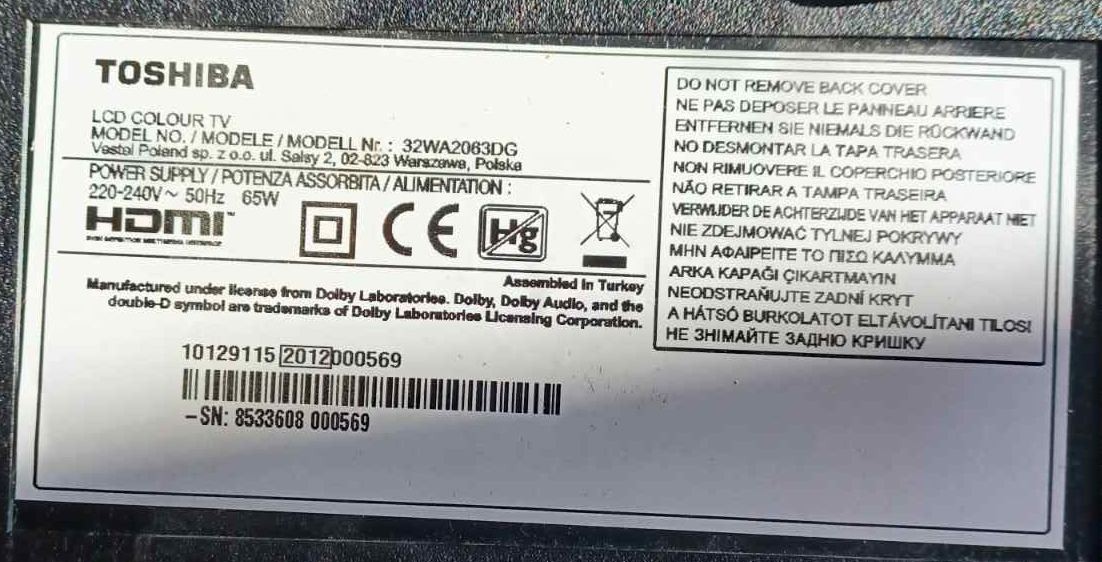 TOSHIBA
LCD COLOUR TV
MODEL NO. / MODELE / MODELL Nr. : 32WA2063DG
Vestel Poland sp. z o.o. ul. Salsy 2, 02-823 Warszawa, Polska
POWER SUPPLY / POTENZA ASSORBITA / ALIMENTATION :
220-240V ~ 50Hz 65W
HDMI™
CE Hg
Assembled in Turkey
Manufactured under license from Dolby Laboratories. Dolby, Dolby Audio, and the
double-D symbol are trademarks of Dolby Laboratories Licensing Corporation.
10129115 2012000569
-SN: 8533608 000569
DO NOT REMOVE BACK COVER
NE PAS DEPOSER LE PANNEAU ARRIERE
ENTFERNEN SIE NIEMALS DIE RÜCKWAND
NO DESMONTAR LA TAPA TRASERA
NON RIMUOVERE IL COPERCHIO POSTERIORE
NÃO RETIRAR A TAMPA TRASEIRA
VERWIJDER DE ACHTERZIJDE VAN HET APPARAAT NIET
NIE ZDEJMOWAĆ TYLNEJ POKRYWY
ΜΗΝ ΑΦΑΙΡΕΙΤΕ ΤΟ ΠΙΣΩ ΚΑΛΥΜΜΑ
ARKA KAPAĞI ÇIKARTMAYIN
NEODSTRAŇUJTE ZADNÍ KRYT
A HÁTSÓ BURKOLATOT ELTÁVOLÍTANI TILOS!
НЕ ЗНІМАЙТЕ ЗАДНЮ КРИШКУ